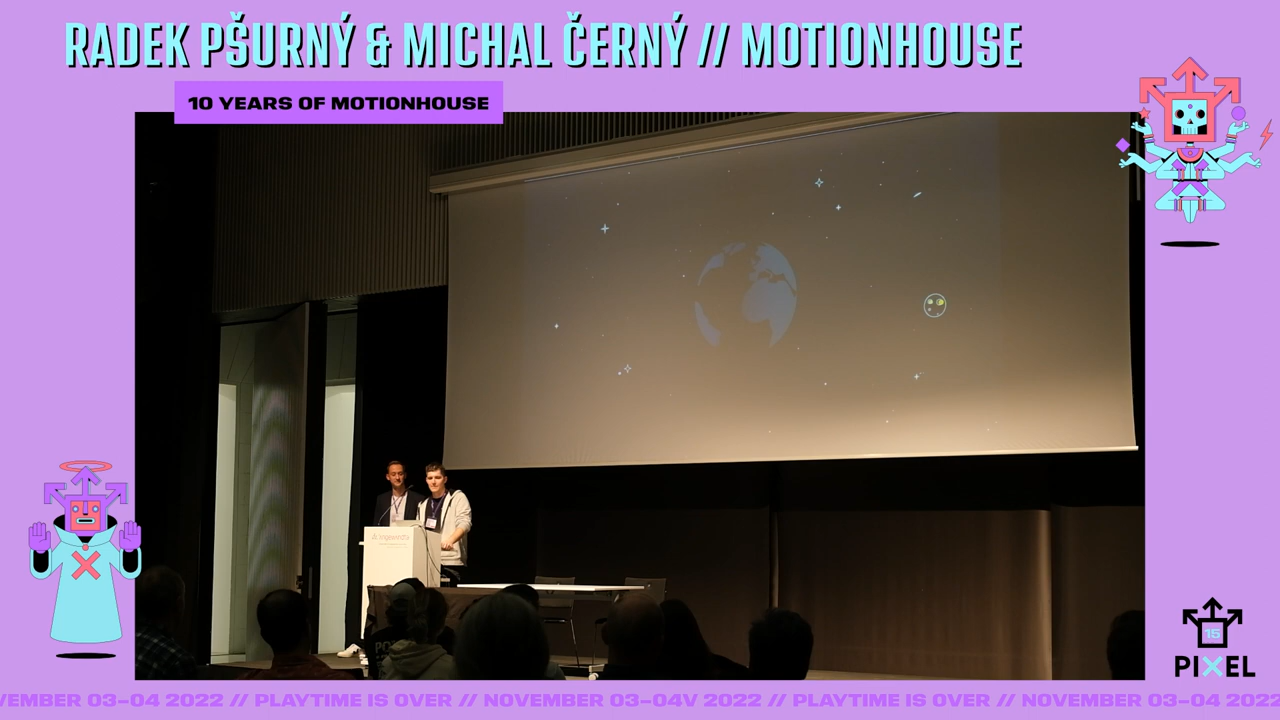 RADEK PŠURNÝ & MICHAL ČERNÝ // MOTIONHOUSE
10 YEARS OF MOTIONHOUSE
15
PIXEL
VEMBER 03-04 2022 // PLAYTIME IS OVER // NOVEMBER 03-04V 2022 // PLAYTIME IS OVER // NOVEMBER 03-04 2022